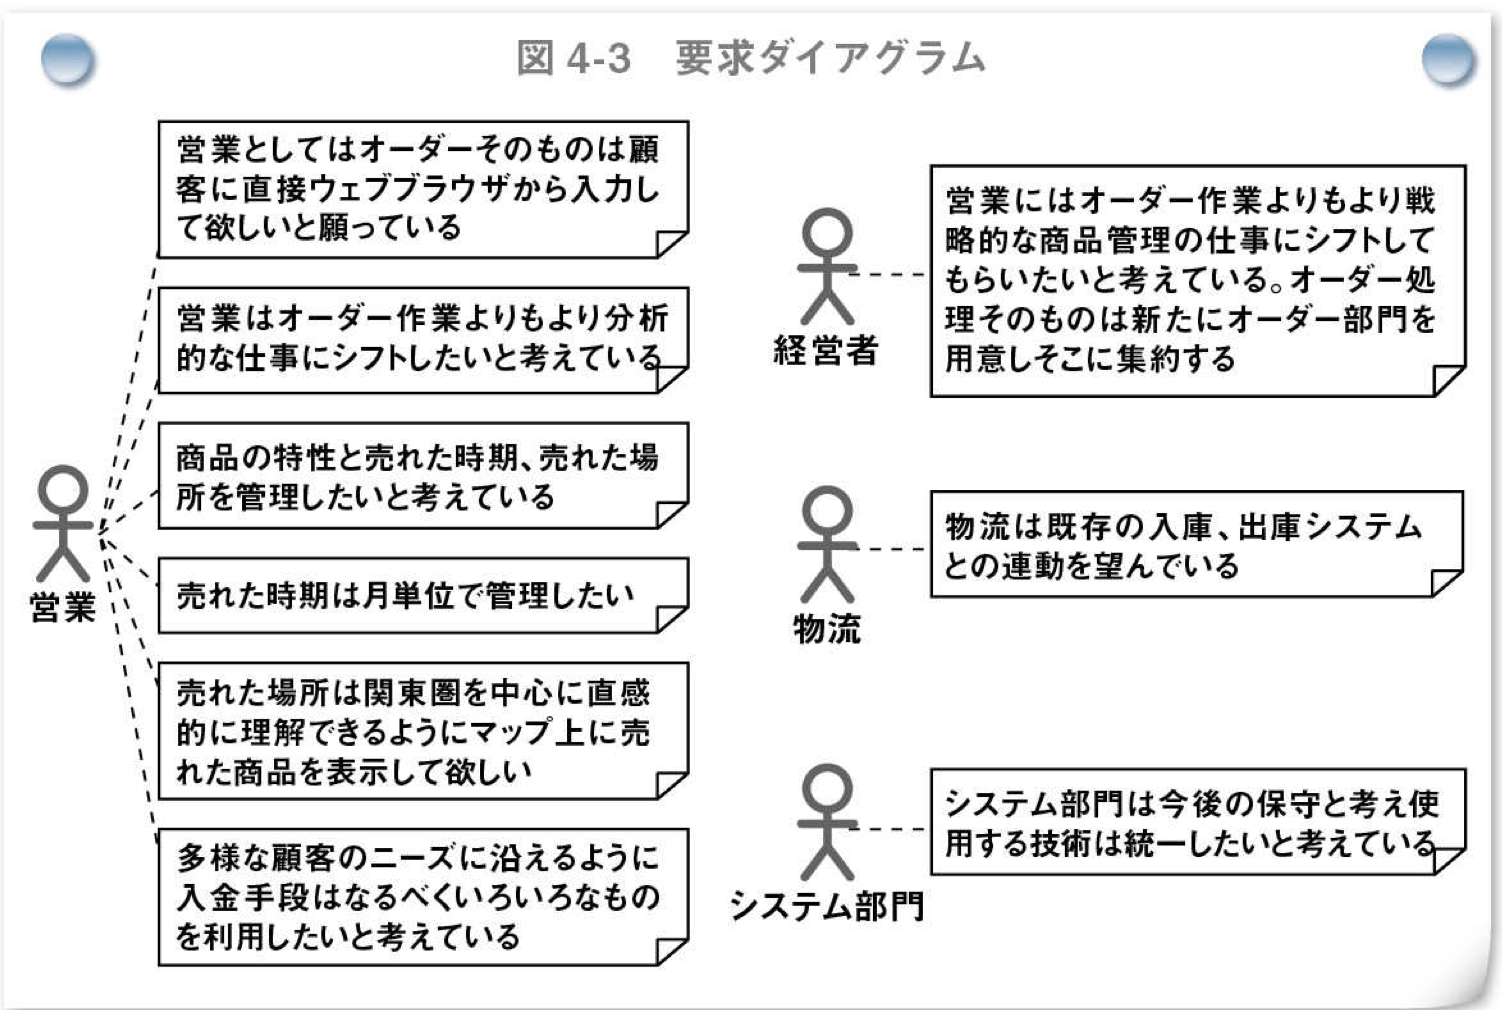 図 4-3　要求ダイアグラム
営業としてはオーダーそのものは顧
客に直接ウェブブラウザから入力し
て欲しいと願っている
営業はオーダー作業よりもより分析
的な仕事にシフトしたいと考えている
商品の特性と売れた時期、売れた場
所を管理したいと考えている
売れた時期は月単位で管理したい
売れた場所は関東圏を中心に直感
的に理解できるようにマップ上に売
れた商品を表示して欲しい
多様な顧客のニーズに沿えるように
入金手段はなるべくいろいろなもの
を利用したいと考えている
営業
営業にはオーダー作業よりもより戦
略的な商品管理の仕事にシフトして
もらいたいと考えている。オーダー処
理そのものは新たにオーダー部門を
用意しそこに集約する
経営者
物流は既存の入庫、出庫システム
との連動を望んでいる
物流
システム部門は今後の保守と考え使
用する技術は統一したいと考えている
システム部門